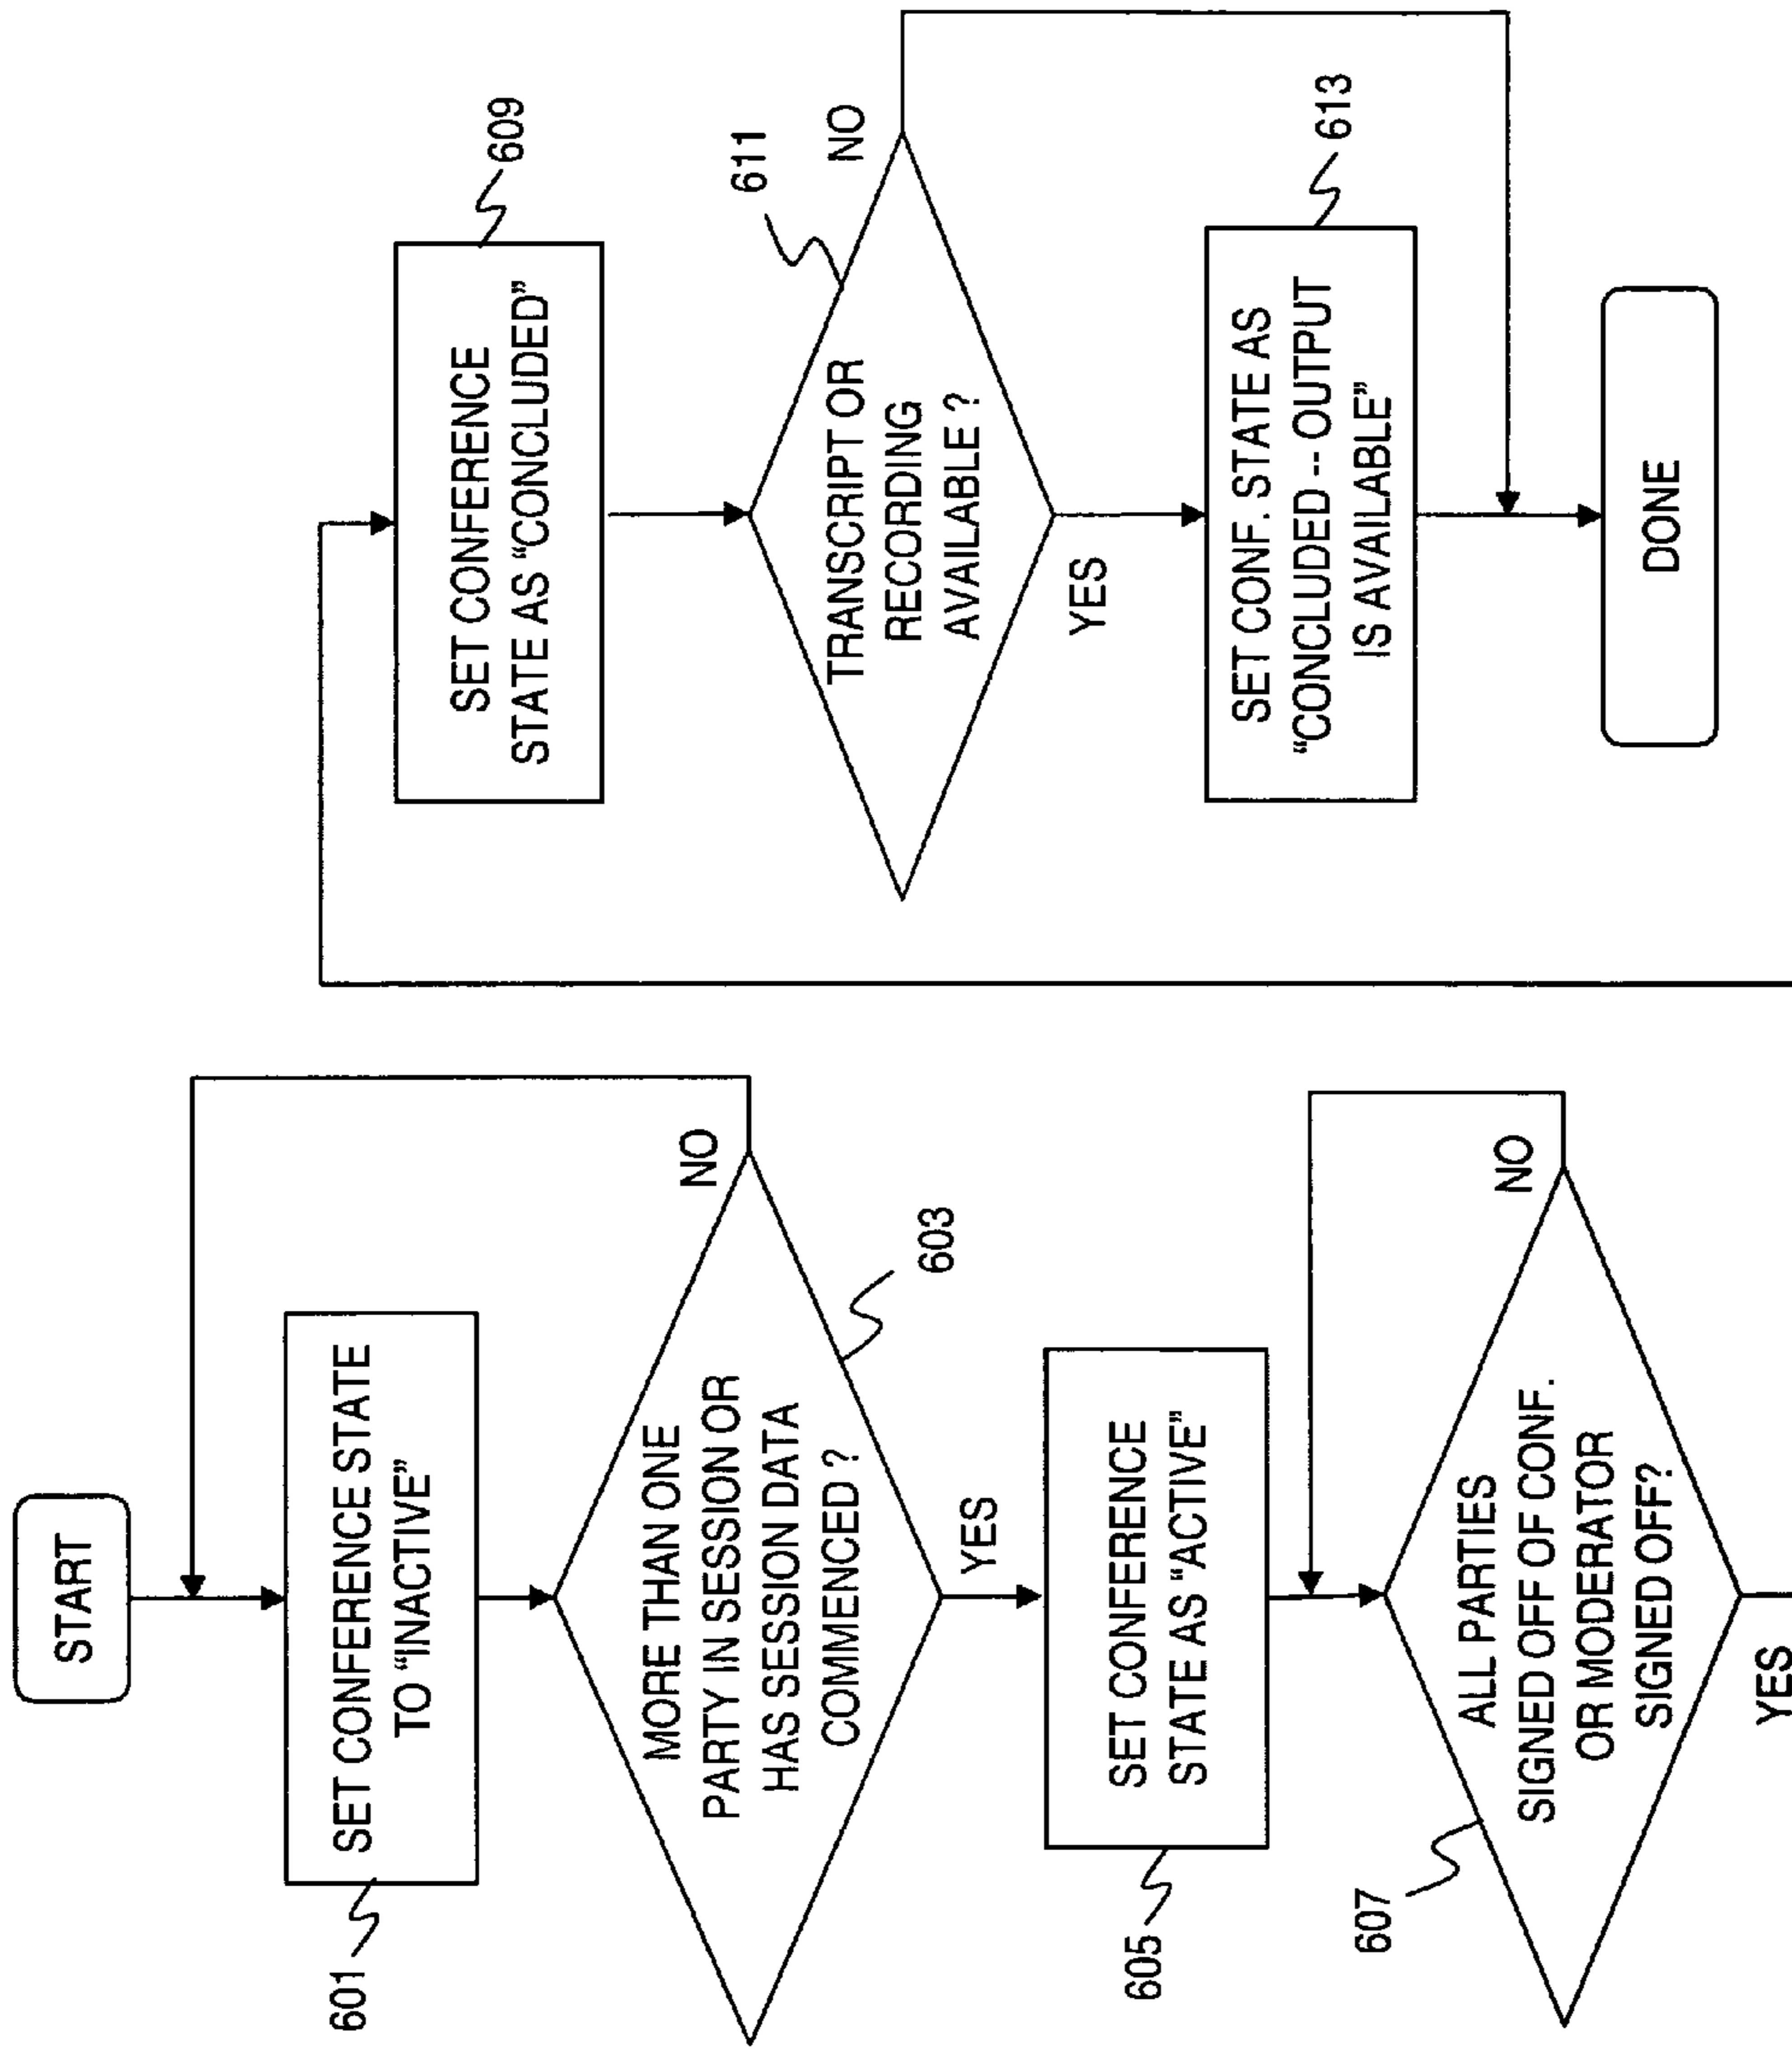 START
601
SET CONFERENCE STATE
TO "INACTIVE"
MORE THAN ONE
PARTY IN SESSION OR
HAS SESSION DATA
COMMENCED ?
603
NO
YES
605
SET CONFERENCE
STATE AS "ACTIVE"
607
ALL PARTIES
SIGNED OFF OF CONF.
OR MODERATOR
SIGNED OFF?
NO
YES
609
SET CONFERENCE
STATE AS "CONCLUDED"
611
TRANSCRIPT OR
RECORDING
AVAILABLE ?
NO
YES
613
SET CONF. STATE AS
"CONCLUDED -- OUTPUT
IS AVAILABLE"
DONE